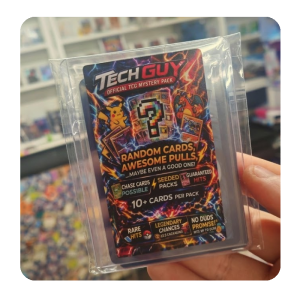 TECH GUY
OFFICIAL TCG MYSTERY PACK
?
RANDOM CARDS,
AWESOME PULLS,
...MAYBE EVEN A GOOD ONE!
CHASE CARDS
POSSIBLE
SEEDED
PACKS
GUARANTEED
HITS
10+ CARDS PER PACK
RARE
HITS
LEGENDARY
CHANCES
NO DUDS
PROMISE!